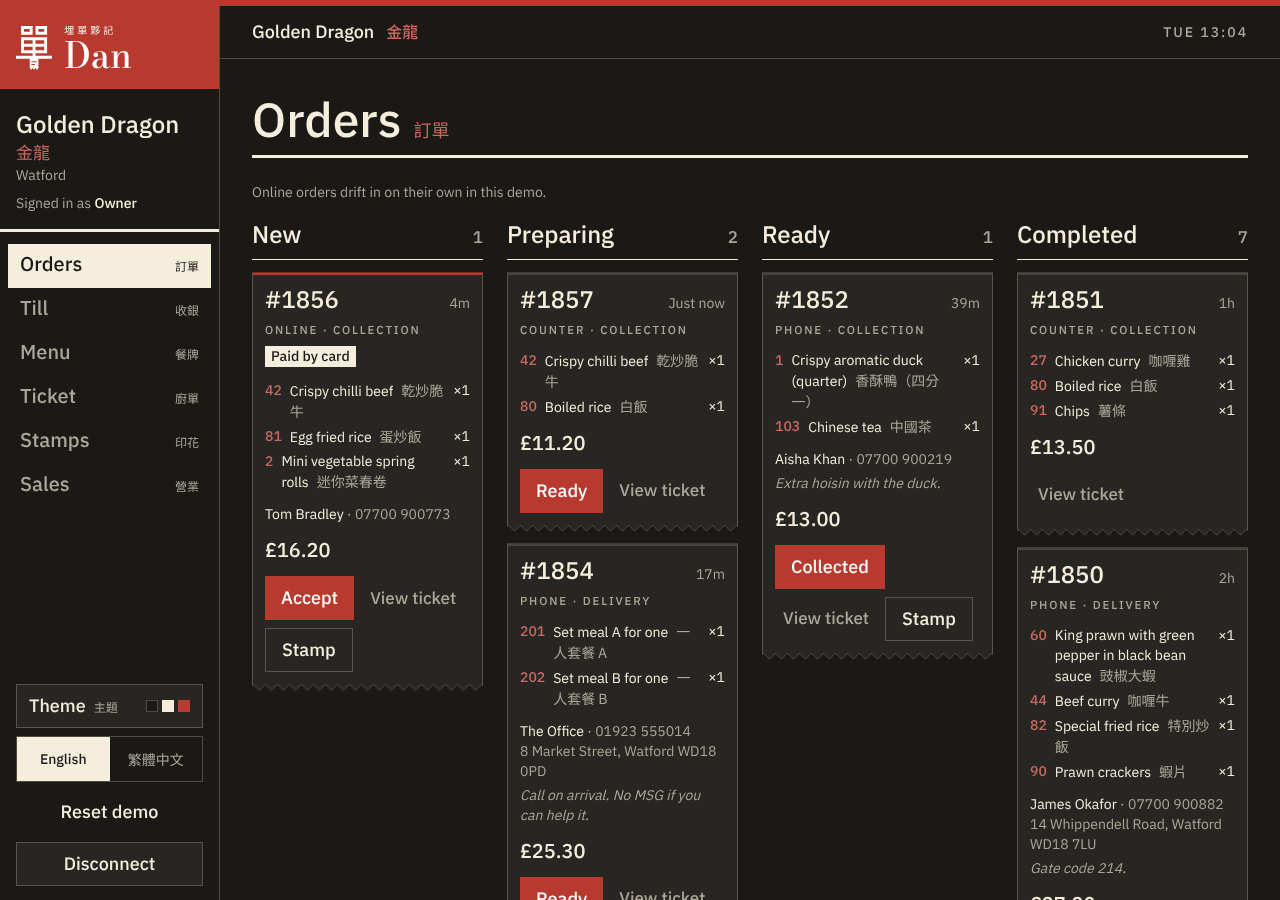 單
埋單夥記
Dan
Golden Dragon
金龍
Watford
Signed in as Owner
Orders 訂單
Till 收銀
Menu 餐牌
Ticket 廚單
Stamps 印花
Sales 營業
Theme 主題
English 繁體中文
Reset demo
Disconnect
Golden Dragon 金龍
TUE 13:04
Orders 訂單
Online orders drift in on their own in this demo.
New 1
#1856 4m
ONLINE · COLLECTION
Paid by card
42 Crispy chilli beef 乾炒脆 ×1
牛
81 Egg fried rice 蛋炒飯 ×1
2 Mini vegetable spring ×1
rolls 迷你菜春卷
Tom Bradley · 07700 900773
£16.20
Accept View ticket
Stamp
Preparing 2
#1857 Just now
COUNTER · COLLECTION
42 Crispy chilli beef 乾炒脆 ×1
牛
80 Boiled rice 白飯 ×1
£11.20
Ready View ticket
#1854 17m
PHONE · DELIVERY
201 Set meal A for one 一 ×1
人套餐 A
202 Set meal B for one 一 ×1
人套餐 B
The Office · 01923 555014
8 Market Street, Watford WD18
0PD
Call on arrival. No MSG if you
can help it.
£25.30
Ready View ticket
Ready 1
#1852 39m
PHONE · COLLECTION
1 Crispy aromatic duck ×1
(quarter) 香酥鴨（四分
一）
103 Chinese tea 中國茶 ×1
Aisha Khan · 07700 900219
Extra hoisin with the duck.
£13.00
Collected
View ticket Stamp
Completed 7
#1851 1h
COUNTER · COLLECTION
27 Chicken curry 咖喱雞 ×1
80 Boiled rice 白飯 ×1
91 Chips 薯條 ×1
£13.50
View ticket
#1850 2h
PHONE · DELIVERY
60 King prawn with green ×1
pepper in black bean
sauce 豉椒大蝦
44 Beef curry 咖喱牛 ×1
82 Special fried rice 特別炒 ×1
飯
90 Prawn crackers 蝦片 ×1
James Okafor · 07700 900882
14 Whippendell Road, Watford
WD18 7LU
Gate code 214.